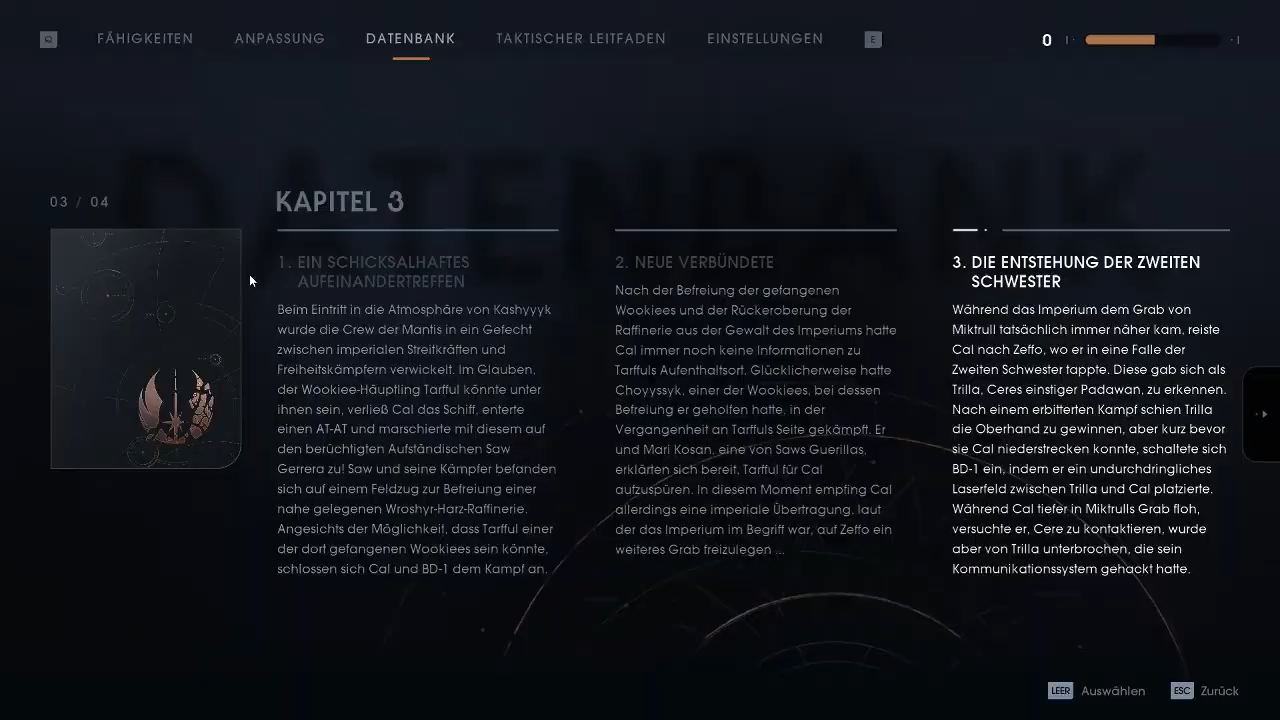 Q FÄHIGKEITEN ANPASSUNG DATENBANK TAKTISCHER LEITFADEN EINSTELLUNGEN E 0
DATENBANK
03 / 04
KAPITEL 3
1. EIN SCHICKSALHAFTES
AUFEINANDERTREFFEN
Beim Eintritt in die Atmosphäre von Kashyyyk
wurde die Crew der Mantis in ein Gefecht
zwischen imperialen Streitkräften und
Freiheitskämpfern verwickelt. Im Glauben,
der Wookiee-Häuptling Tarfful könnte unter
ihnen sein, verließ Cal das Schiff, enterte
einen AT-AT und marschierte mit diesem auf
den berüchtigten Aufständischen Saw
Gerrera zu! Saw und seine Kämpfer befanden
sich auf einem Feldzug zur Befreiung einer
nahe gelegenen Wroshyr-Harz-Raffinerie.
Angesichts der Möglichkeit, dass Tarfful einer
der dort gefangenen Wookiees sein könnte,
schlossen sich Cal und BD-1 dem Kampf an.
2. NEUE VERBÜNDETE
Nach der Befreiung der gefangenen
Wookiees und der Rückeroberung der
Raffinerie aus der Gewalt des Imperiums hatte
Cal immer noch keine Informationen zu
Tarffuls Aufenthaltsort. Glücklicherweise hatte
Choyyssyk, einer der Wookiees, bei dessen
Befreiung er geholfen hatte, in der
Vergangenheit an Tarffuls Seite gekämpft. Er
und Mari Kosan, eine von Saws Guerillas,
erklärten sich bereit, Tarfful für Cal
aufzuspüren. In diesem Moment empfing Cal
allerdings eine imperiale Übertragung, laut
der das Imperium im Begriff war, auf Zeffo ein
weiteres Grab freizulegen ...
3. DIE ENTSTEHUNG DER ZWEITEN
SCHWESTER
Während das Imperium dem Grab von
Miktrull tatsächlich immer näher kam, reiste
Cal nach Zeffo, wo er in eine Falle der
Zweiten Schwester tappte. Diese gab sich als
Trilla, Ceres einstiger Padawan, zu erkennen.
Nach einem erbitterten Kampf schien Trilla
die Oberhand zu gewinnen, aber kurz bevor
sie Cal niederstrecken konnte, schaltete sich
BD-1 ein, indem er ein undurchdringliches
Laserfeld zwischen Trilla und Cal platzierte.
Während Cal tiefer in Miktrulls Grab floh,
versuchte er, Cere zu kontaktieren, wurde
aber von Trilla unterbrochen, die sein
Kommunikationssystem gehackt hatte.
LEER Auswählen ESC Zurück